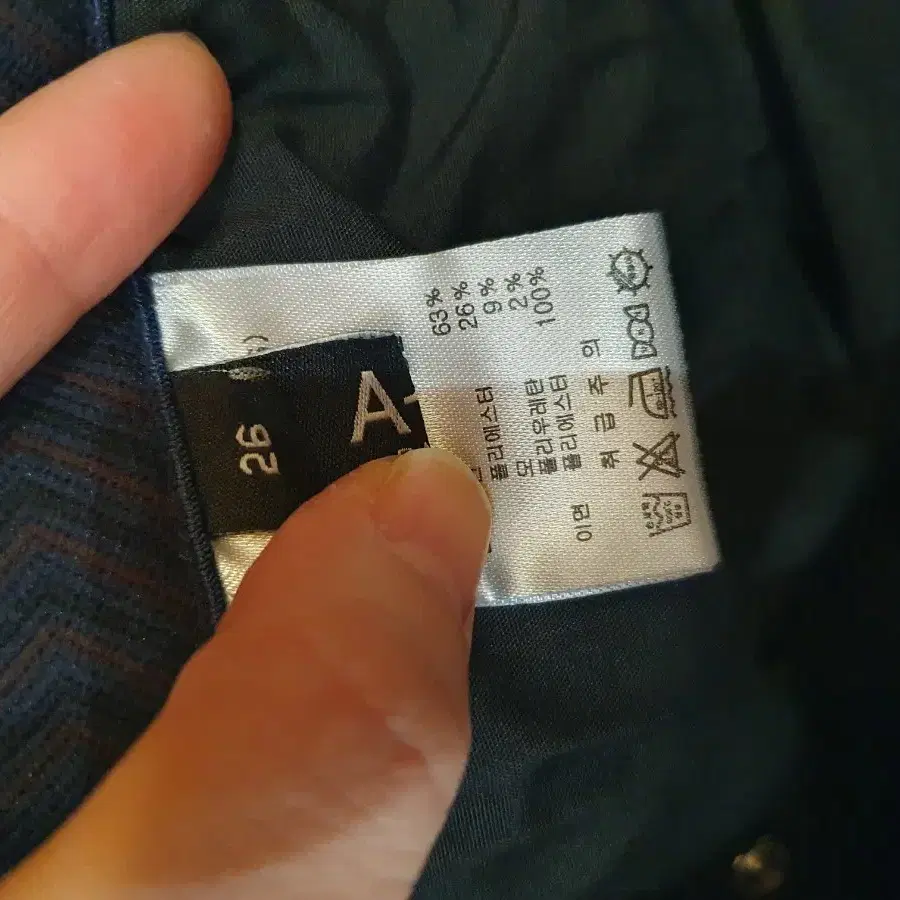 26
A
63%
폴리에스터 26%
모 9%
폴리우레탄 2%
이면 폴리에스터 100%
취 급 주 의